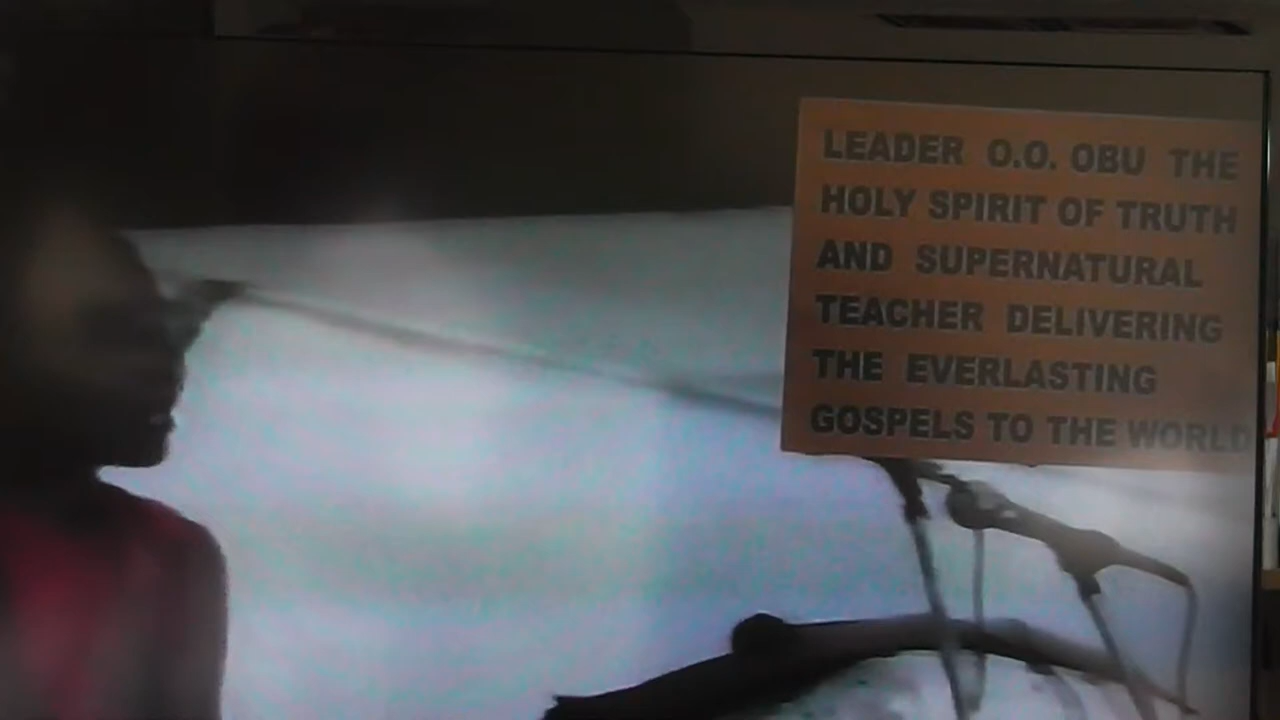 LEADER O.O. OBU THE
HOLY SPIRIT OF TRUTH
AND SUPERNATURAL
TEACHER DELIVERING
THE EVERLASTING
GOSPELS TO THE WORLD